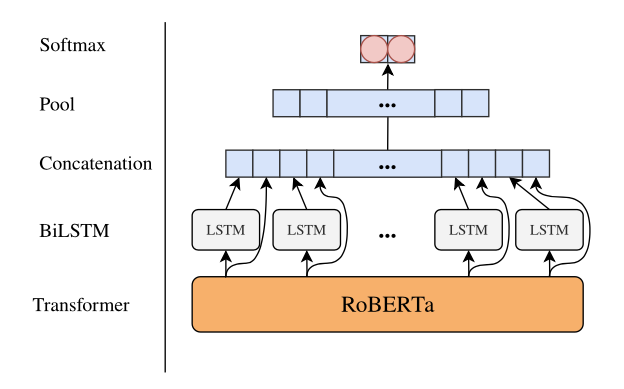 Softmax
Pool
...
Concatenation
...
BiLSTM
LSTM LSTM ... LSTM LSTM
Transformer
RoBERTa